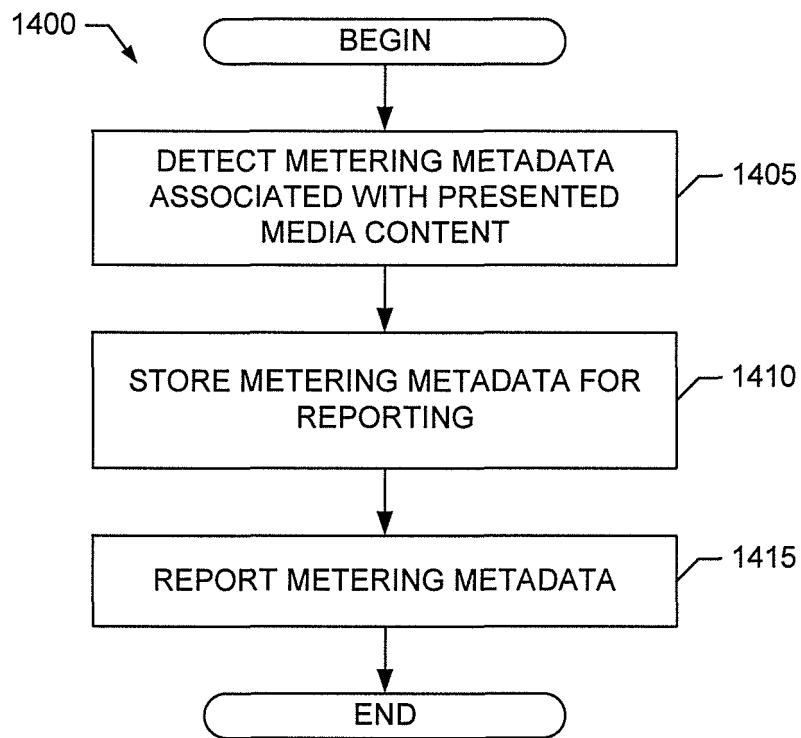 1400
BEGIN
DETECT METERING METADATA
ASSOCIATED WITH PRESENTED
MEDIA CONTENT
1405
STORE METERING METADATA FOR
REPORTING
1410
REPORT METERING METADATA
1415
END